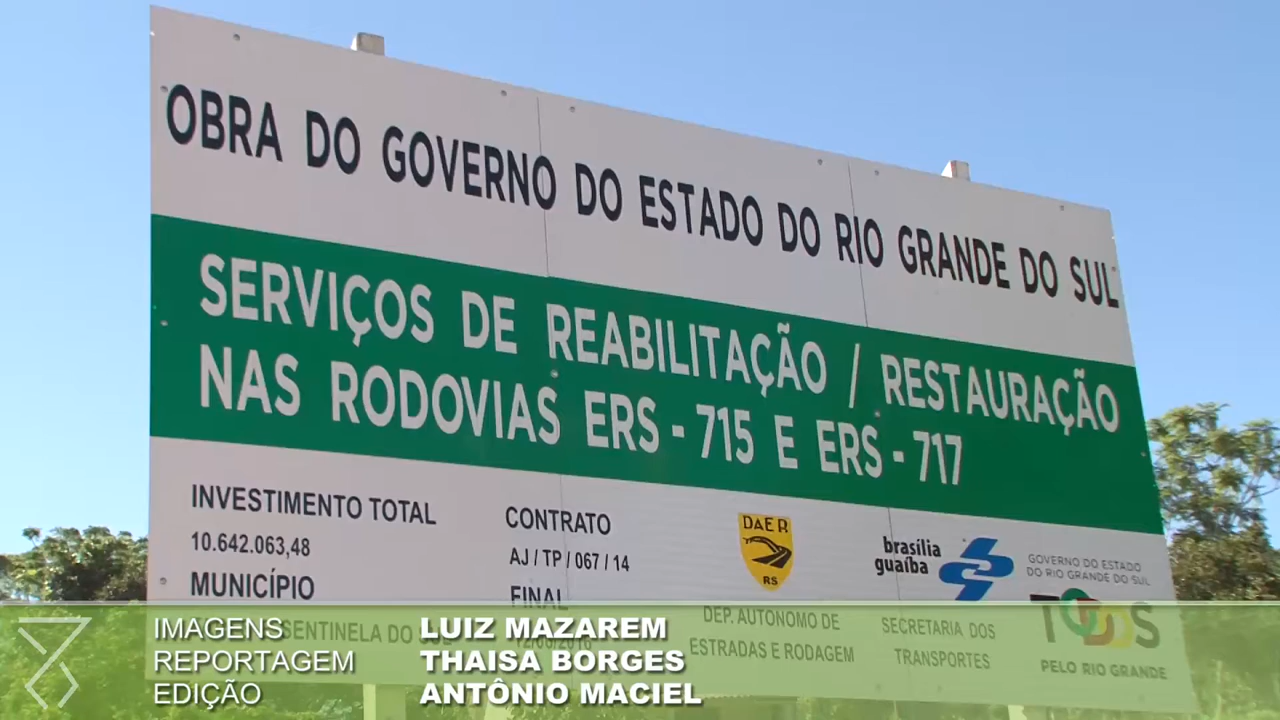 OBRA DO GOVERNO DO ESTADO DO RIO GRANDE DO SUL
SERVIÇOS DE REABILITAÇÃO / RESTAURAÇÃO
NAS RODOVIAS ERS - 715 E ERS - 717
INVESTIMENTO TOTAL
10.642.063,48
MUNICÍPIO
SENTINELA DO
CONTRATO
AJ / TP / 067 / 14
FINAL
DAER
RS
DEP. AUTONOMO DE
ESTRADAS E RODAGEM
brasília
guaíba
SECRETARIA DOS
TRANSPORTES
GOVERNO DO ESTADO
DO RIO GRANDE DO SUL
TODOS
PELO RIO GRANDE
IMAGENS LUIZ MAZAREM
REPORTAGEM THAISA BORGES
EDIÇÃO ANTÔNIO MACIEL